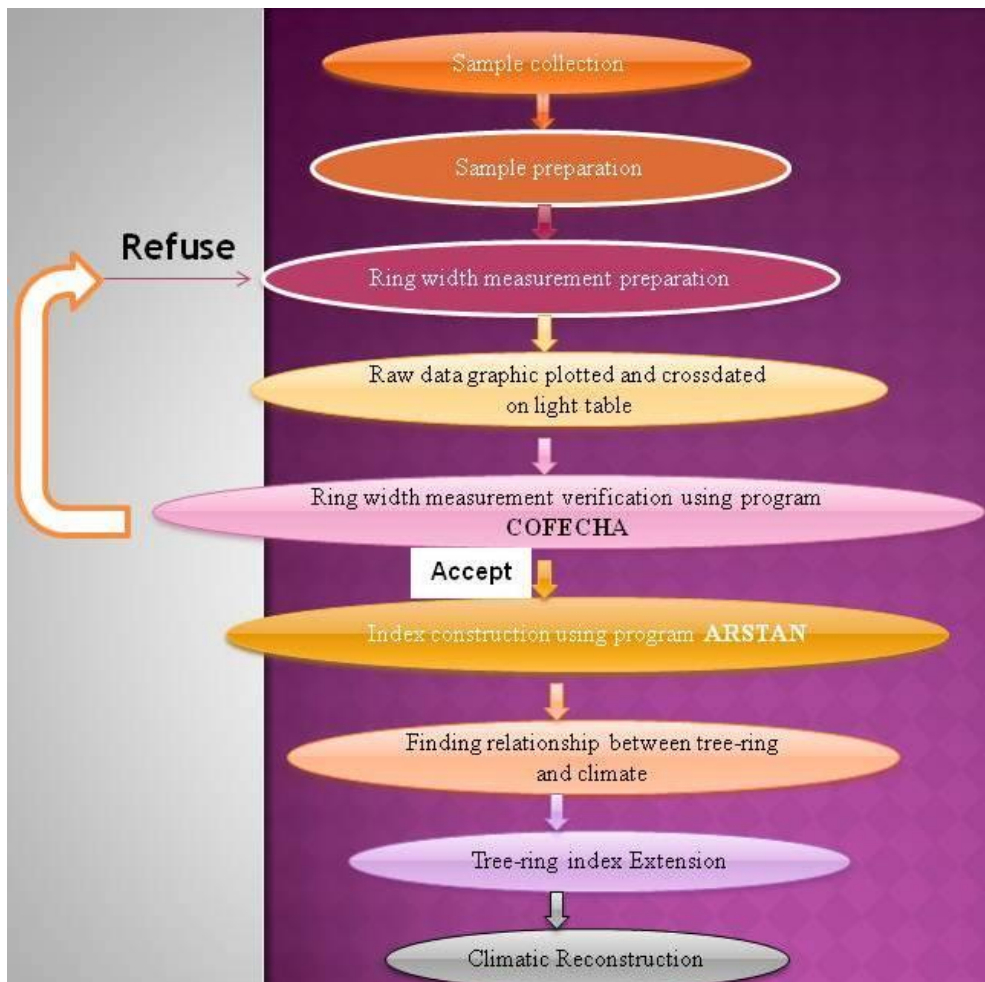 Sample collection
Sample preparation
Refuse
Ring width measurement preparation
Raw data graphic plotted and crossdated
on light table
Ring width measurement verification using program
COFECHA
Accept
Index construction using program ARSTAN
Finding relationship between tree-ring
and climate
Tree-ring index Extension
Climatic Reconstruction